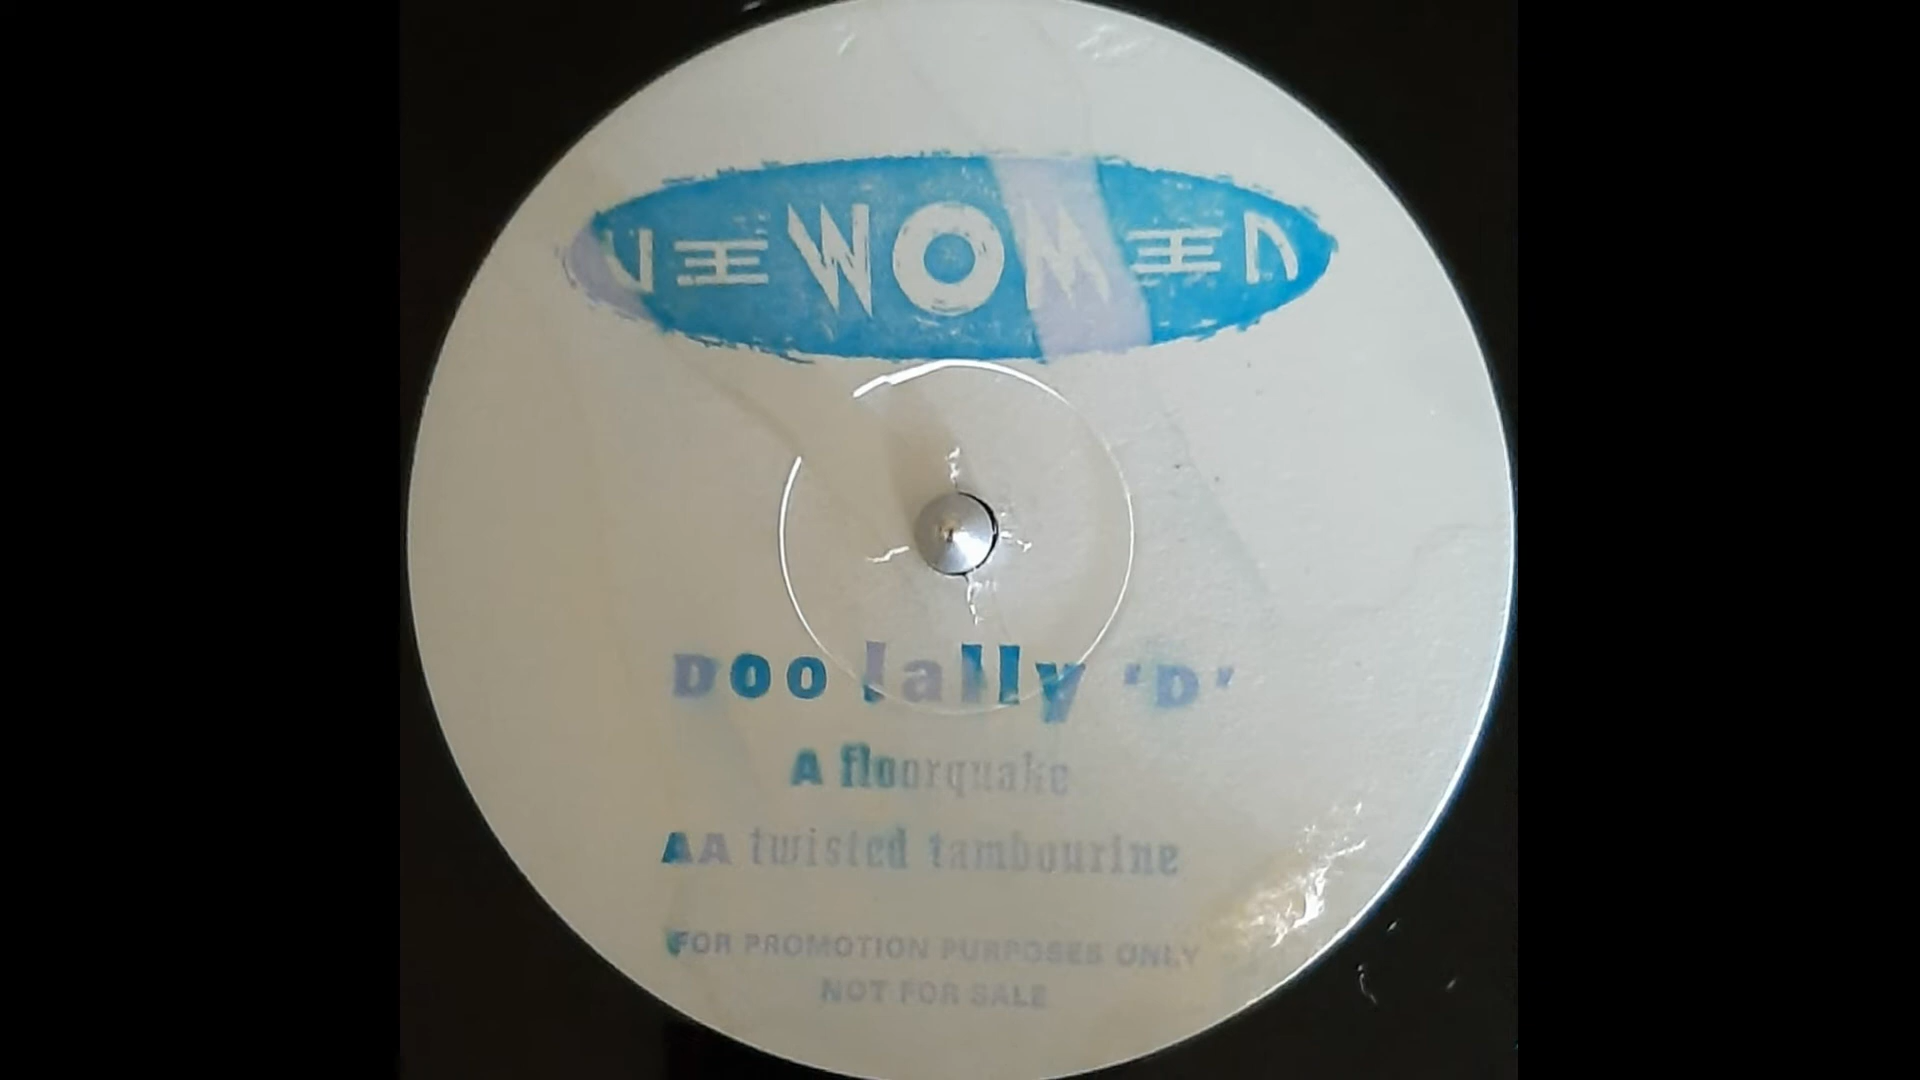 NEWOMEN
Doo lally 'D'
A floorquake
AA twisted tambourine
FOR PROMOTION PURPOSES ONLY
NOT FOR SALE